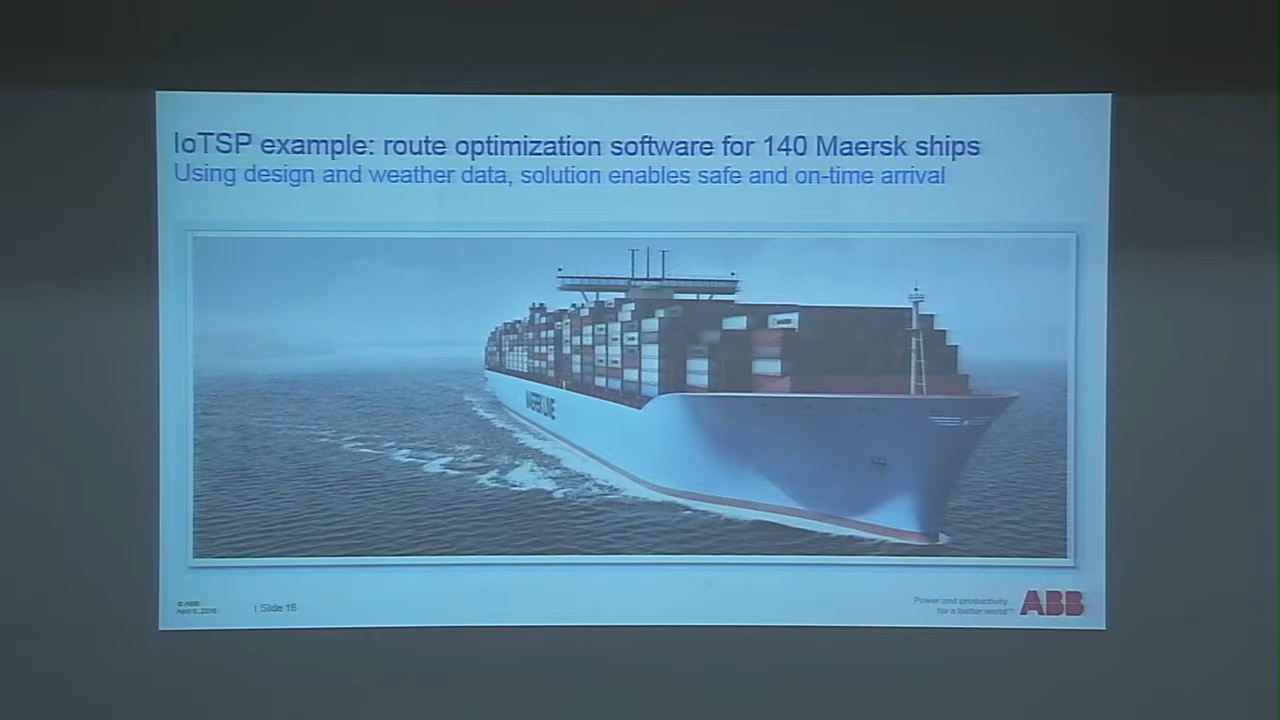 IoTSP example: route optimization software for 140 Maersk ships
Using design and weather data, solution enables safe and on-time arrival
MAERSK LINE
© ABB
| Slide 16
Power and productivity
for a better world™
ABB